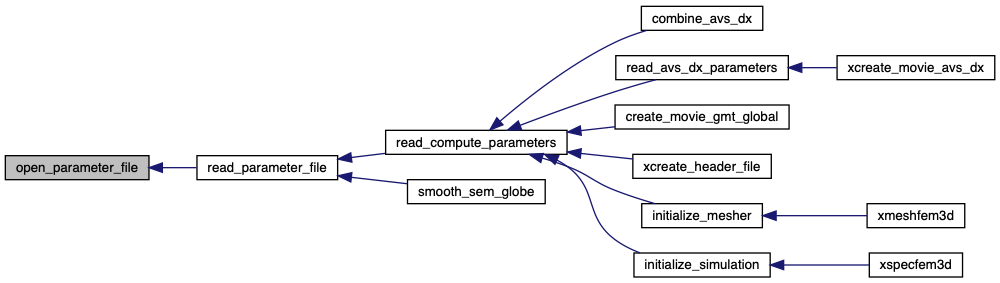 combine_avs_dx
read_avs_dx_parameters
xcreate_movie_avs_dx
create_movie_gmt_global
read_compute_parameters
open_parameter_file
read_parameter_file
xcreate_header_file
smooth_sem_globe
initialize_mesher
xmeshfem3d
initialize_simulation
xspecfem3d